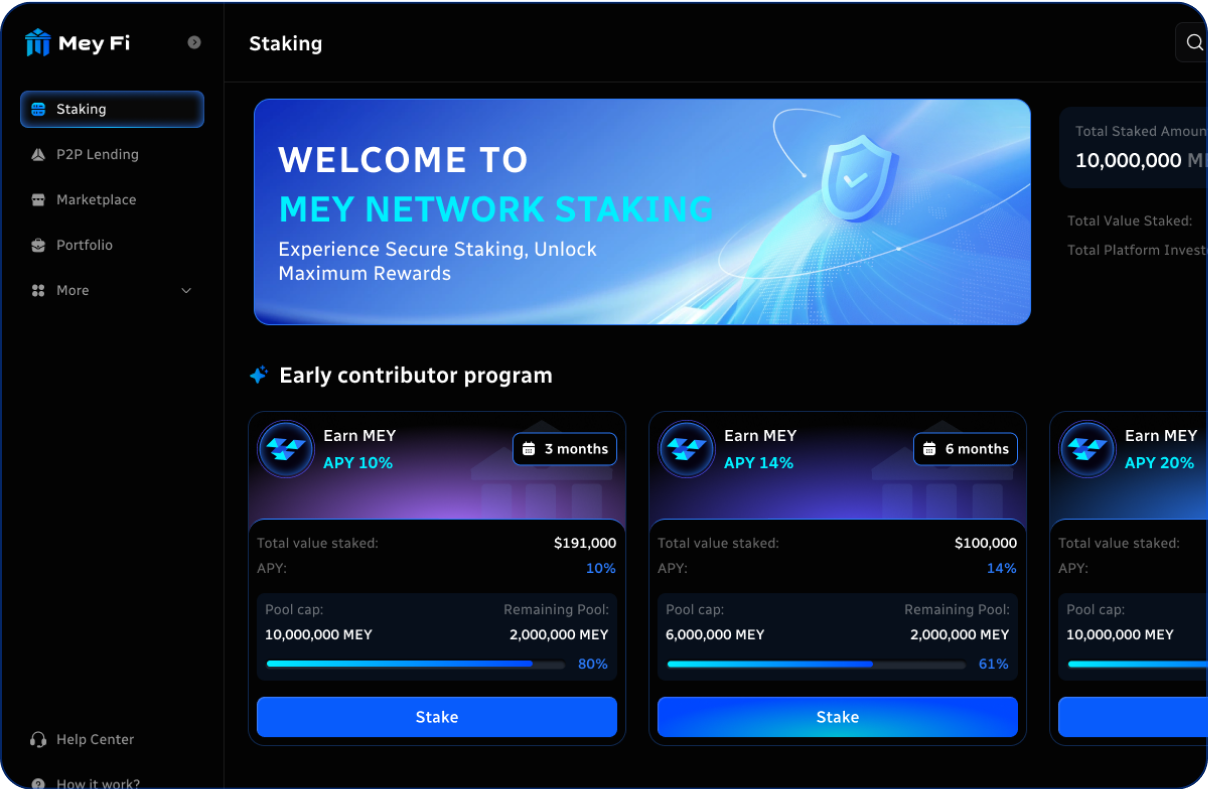 Mey Fi
Staking
Staking
P2P Lending
Marketplace
Portfolio
More
Help Center
How it work?
WELCOME TO
MEY NETWORK STAKING
Experience Secure Staking, Unlock
Maximum Rewards
Total Staked
10,000,000
Total Value Staked:
Total Platform
Early contributor program
Earn MEY
APY 10%
3 months
Total value staked: $191,000
APY: 10%
Pool cap: Remaining Pool:
10,000,000 MEY 2,000,000 MEY
80%
Stake
Earn MEY
APY 14%
6 months
Total value staked: $100,000
APY: 14%
Pool cap: Remaining Pool:
6,000,000 MEY 2,000,000 MEY
61%
Stake
Earn MEY
APY 20%
Total value staked:
APY:
Pool cap:
10,000,000 MEY